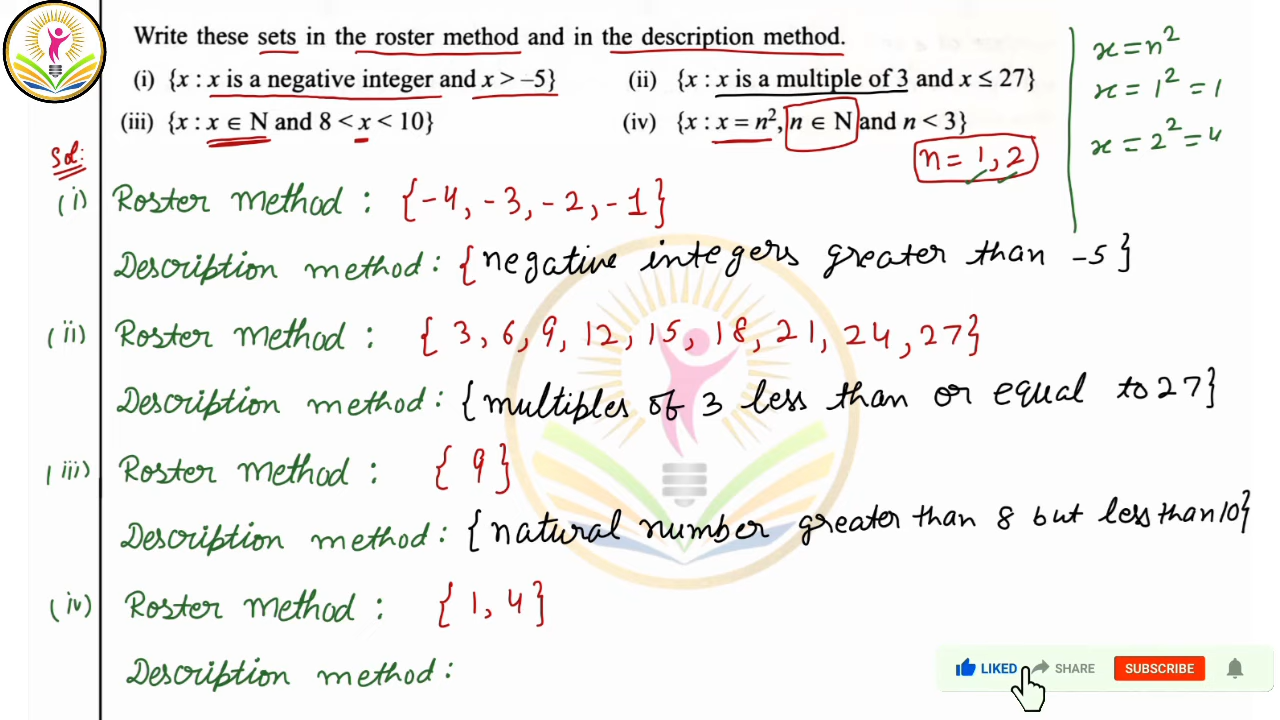 Write these sets in the roster method and in the description method.
(i) {x : x is a negative integer and x > –5} (ii) {x : x is a multiple of 3 and x ≤ 27}
(iii) {x : x ∈ N and 8 < x < 10} (iv) {x : x = n², n ∈ N and n < 3}
n = 1, 2
x = n²
x = 1² = 1
x = 2² = 4
Sol:
(i) Roster method : {-4, -3, -2, -1}
Description method: {negative integers greater than -5}
(ii) Roster method : {3, 6, 9, 12, 15, 18, 21, 24, 27}
Description method: {multiples of 3 less than or equal to 27}
(iii) Roster method : {9}
Description method: {natural number greater than 8 but less than 10}
(iv) Roster method : {1, 4}
Description method:
LIKED SHARE SUBSCRIBE